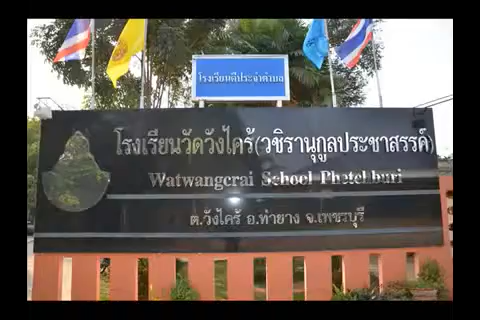 โรงเรียนดีประจำตำบล
โรงเรียนวัดวังไคร้(วชิรานุกูลประชาสรรค์)
Watwangcrai School Phetchburi
ต.วังไคร้ อ.ท่ายาง จ.เพชรบุรี